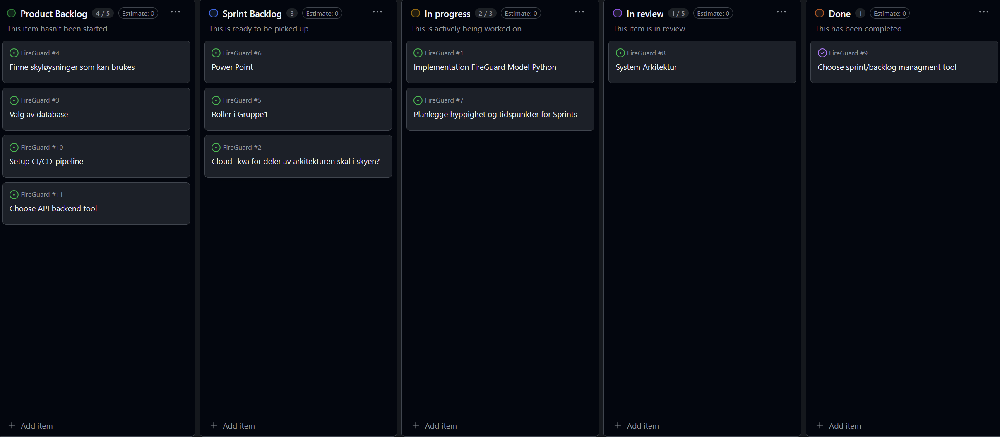 Product Backlog 4 / 5 Estimate: 0
This item hasn't been started
FireGuard #4
Finne skyløysninger som kan brukes
FireGuard #3
Valg av database
FireGuard #10
Setup CI/CD-pipeline
FireGuard #11
Choose API backend tool
Add item
Sprint Backlog 3 Estimate: 0
This is ready to be picked up
FireGuard #6
Power Point
FireGuard #5
Roller i Gruppe1
FireGuard #2
Cloud- kva for deler av arkitekturen skal i skyen?
Add item
In progress 2 / 3 Estimate: 0
This is actively being worked on
FireGuard #1
Implementation FireGuard Model Python
FireGuard #7
Planlegge hyppighet og tidspunkter for Sprints
Add item
In review 1 / 5 Estimate: 0
This item is in review
FireGuard #8
System Arkitektur
Add item
Done 1 Estimate: 0
This has been completed
FireGuard #9
Choose sprint/backlog managment tool
Add item